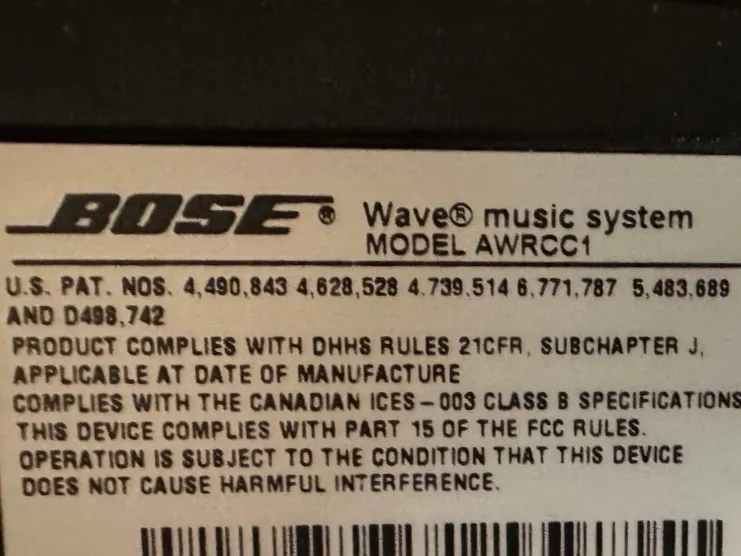 BOSE® Wave® music system
MODEL AWRCC1
U.S. PAT. NOS. 4,490,843 4,628,528 4.739.514 6,771,787 5,483,689
AND D498,742
PRODUCT COMPLIES WITH DHHS RULES 21CFR, SUBCHAPTER J,
APPLICABLE AT DATE OF MANUFACTURE
COMPLIES WITH THE CANADIAN ICES-003 CLASS B SPECIFICATIONS
THIS DEVICE COMPLIES WITH PART 15 OF THE FCC RULES.
OPERATION IS SUBJECT TO THE CONDITION THAT THIS DEVICE
DOES NOT CAUSE HARMFUL INTERFERENCE.